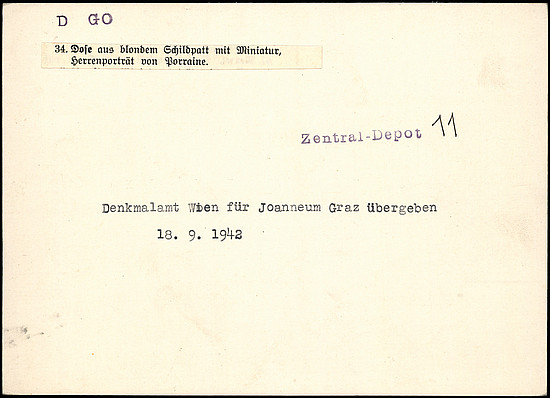 D GO
34. Dose aus blondem Schildpatt mit Miniatur,
Herrenporträt von Porraine.
Zentral-Depot 11
Denkmalamt Wien für Joanneum Graz übergeben
18. 9. 1942